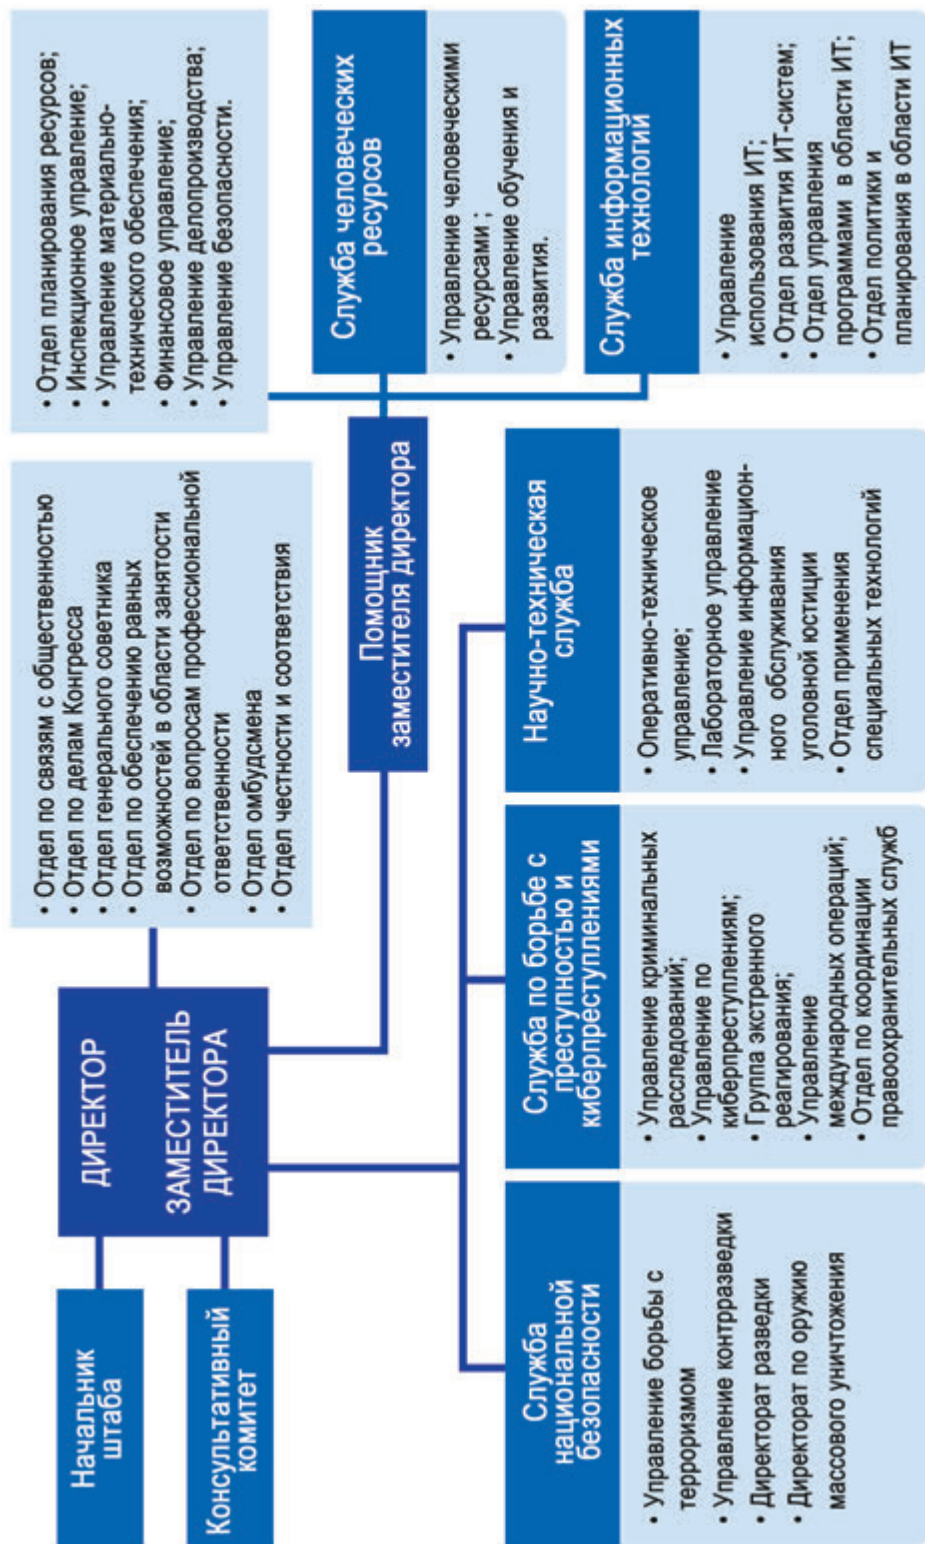 Начальник
штаба
Консультативный
комитет
ДИРЕКТОР
ЗАМЕСТИТЕЛЬ
ДИРЕКТОРА
• Отдел по связям с общественностью
• Отдел по делам Конгресса
• Отдел генерального советника
• Отдел по обеспечению равных
возможностей в области занятости
• Отдел по вопросам профессиональной
ответственности
• Отдел омбудсмена
• Отдел честности и соответствия
• Отдел планирования ресурсов;
• Инспекционное управление;
• Управление материально-
технического обеспечения;
• Финансовое управление;
• Управление делопроизводства;
• Управление безопасности.
Помощник
заместителя директора
Служба человеческих
ресурсов
• Управление человеческими
ресурсами ;
• Управление обучения и
развития.
Служба информационных
технологий
• Управление
использования ИТ;
• Отдел развития ИТ-систем;
• Отдел управления
программами в области ИТ;
• Отдел политики и
планирования в области ИТ
Служба
национальной
безопасности
• Управление борьбы с
терроризмом
• Управление контрразведки
• Директорат разведки
• Директорат по оружию
массового уничтожения
Служба по борьбе с
преступностью и
киберпреступлениями
• Управление криминальных
расследований;
• Управление по
киберпреступлениям;
• Группа экстренного
реагирования;
• Управление
международных операций;
• Отдел по координации
правоохранительных служб
Научно-техническая
служба
• Оперативно-техническое
управление;
• Лабораторное управление
• Управление информацион-
ного обслуживания
уголовной юстиции
• Отдел применения
специальных технологий